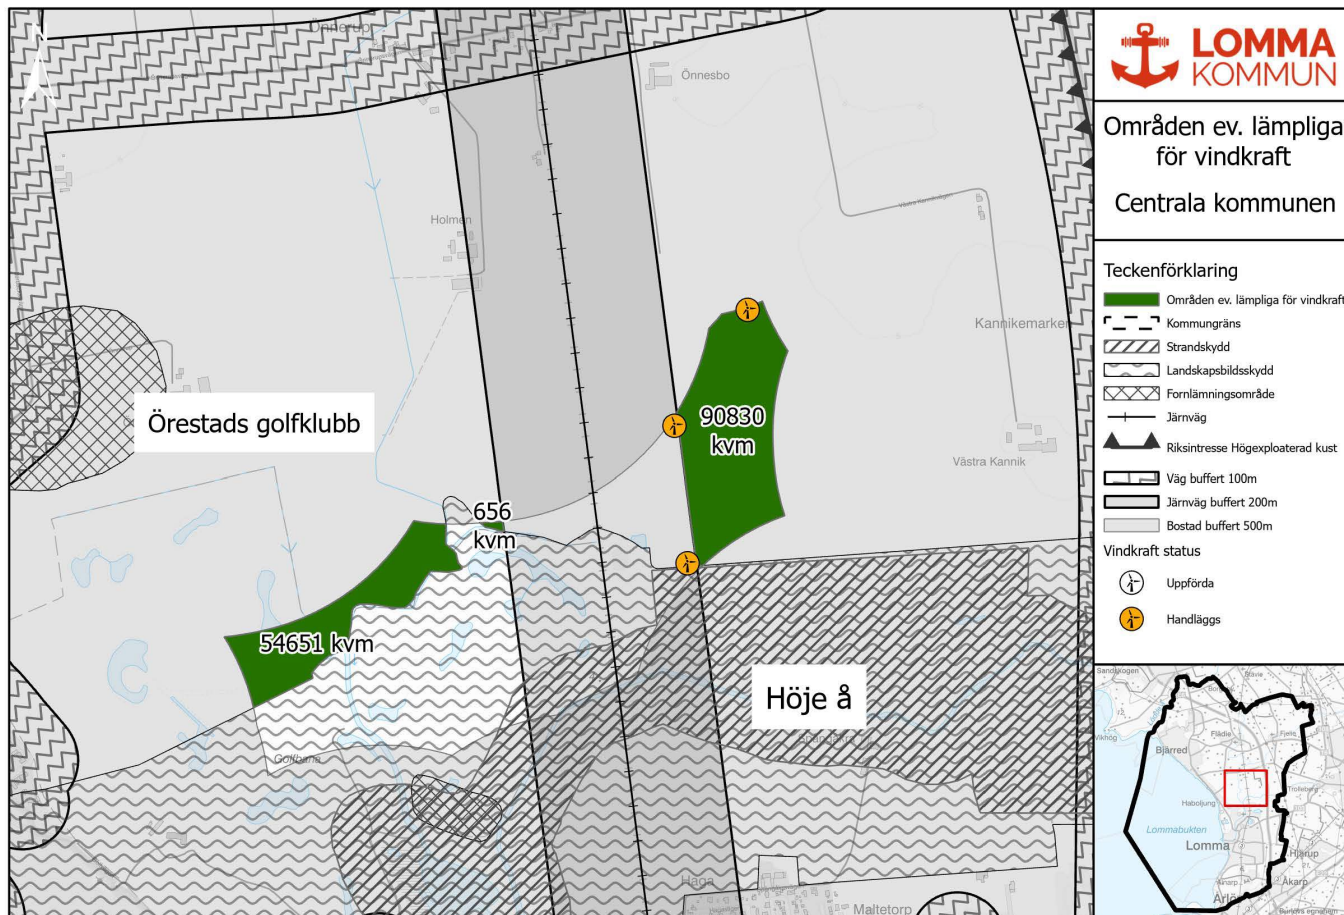 N
Önnerup
Önnesbo
Holmen
Kannikemarken
Västra Kannik
Örestads golfklubb
90830
kvm
656
kvm
54651 kvm
Höje å
Golfbana
Haga
Maltetorp
LOMMA
KOMMUN
Områden ev. lämpliga
för vindkraft
Centrala kommunen
Teckenförklaring
Områden ev. lämpliga för vindkraft
Kommungräns
Strandskydd
Landskapsbildsskydd
Fornlämningsområde
Järnväg
Riksintresse Högexploaterad kust
Väg buffert 100m
Järnväg buffert 200m
Bostad buffert 500m
Vindkraft status
Uppförda
Handläggs
Bjärred
Flädie
Fjelie
Vikhög
Haboljung
Trolleberg
Lommabukten
Lomma
Hjärup
Alnarp
Åkarp